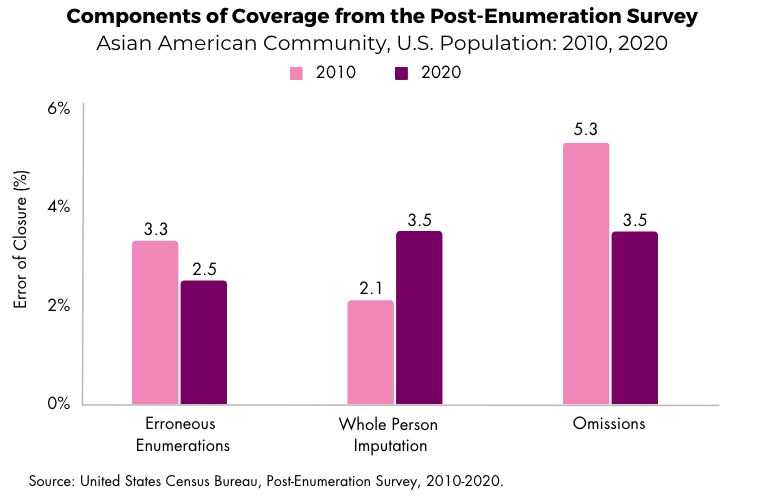 Components of Coverage from the Post-Enumeration Survey
Asian American Community, U.S. Population: 2010, 2020
2010 2020
6%
4%
2%
0%
Error of Closure (%)
3.3
2.5
2.1
3.5
5.3
3.5
Erroneous
Enumerations
Whole Person
Imputation
Omissions
Source: United States Census Bureau, Post-Enumeration Survey, 2010-2020.